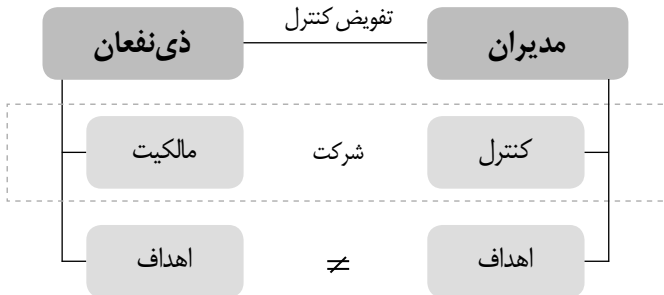 تفویض کنترل
مدیران
ذی‌نفعان
کنترل
شرکت
مالکیت
اهداف
≠
اهداف